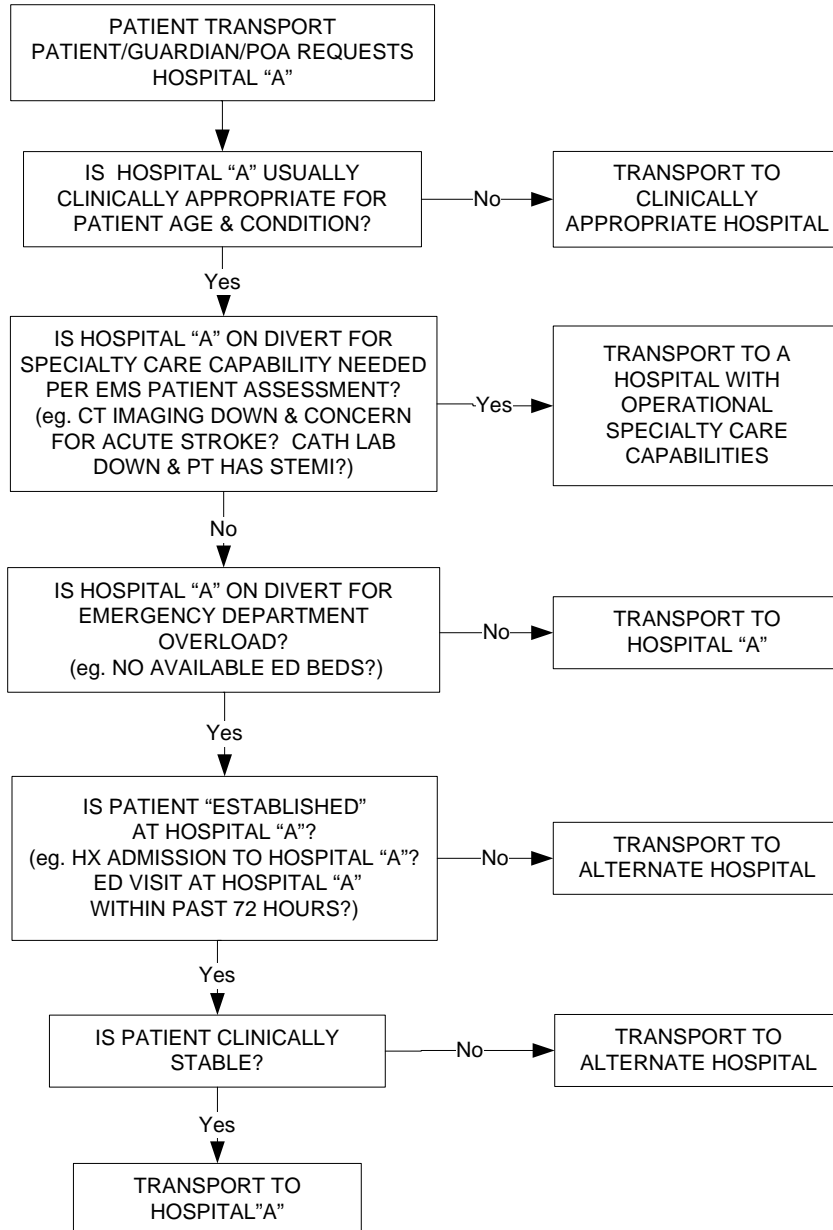 PATIENT TRANSPORT
PATIENT/GUARDIAN/POA REQUESTS
HOSPITAL “A”
IS HOSPITAL “A” USUALLY
CLINICALLY APPROPRIATE FOR
PATIENT AGE & CONDITION?
No
TRANSPORT TO
CLINICALLY
APPROPRIATE HOSPITAL
Yes
IS HOSPITAL “A” ON DIVERT FOR
SPECIALTY CARE CAPABILITY NEEDED
PER EMS PATIENT ASSESSMENT?
(eg. CT IMAGING DOWN & CONCERN
FOR ACUTE STROKE? CATH LAB
DOWN & PT HAS STEMI?)
Yes
TRANSPORT TO A
HOSPITAL WITH
OPERATIONAL
SPECIALTY CARE
CAPABILITIES
No
IS HOSPITAL “A” ON DIVERT FOR
EMERGENCY DEPARTMENT
OVERLOAD?
(eg. NO AVAILABLE ED BEDS?)
No
TRANSPORT TO
HOSPITAL “A”
Yes
IS PATIENT “ESTABLISHED”
AT HOSPITAL “A”?
(eg. HX ADMISSION TO HOSPITAL “A”?
ED VISIT AT HOSPITAL “A”
WITHIN PAST 72 HOURS?)
No
TRANSPORT TO
ALTERNATE HOSPITAL
Yes
IS PATIENT CLINICALLY
STABLE?
No
TRANSPORT TO
ALTERNATE HOSPITAL
Yes
TRANSPORT TO
HOSPITAL”A”